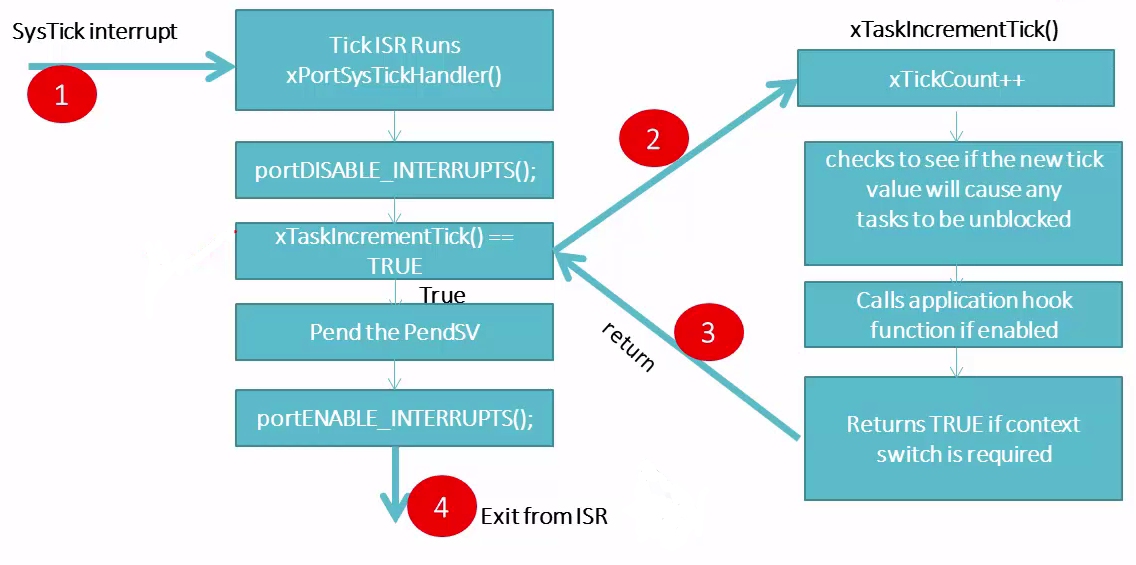 SysTick interrupt
1
Tick ISR Runs
xPortSysTickHandler()
portDISABLE_INTERRUPTS();
xTaskIncrementTick() ==
TRUE
True
Pend the PendSV
portENABLE_INTERRUPTS();
4
Exit from ISR
2
xTaskIncrementTick()
xTickCount++
checks to see if the new tick
value will cause any
tasks to be unblocked
Calls application hook
function if enabled
Returns TRUE if context
switch is required
3
return